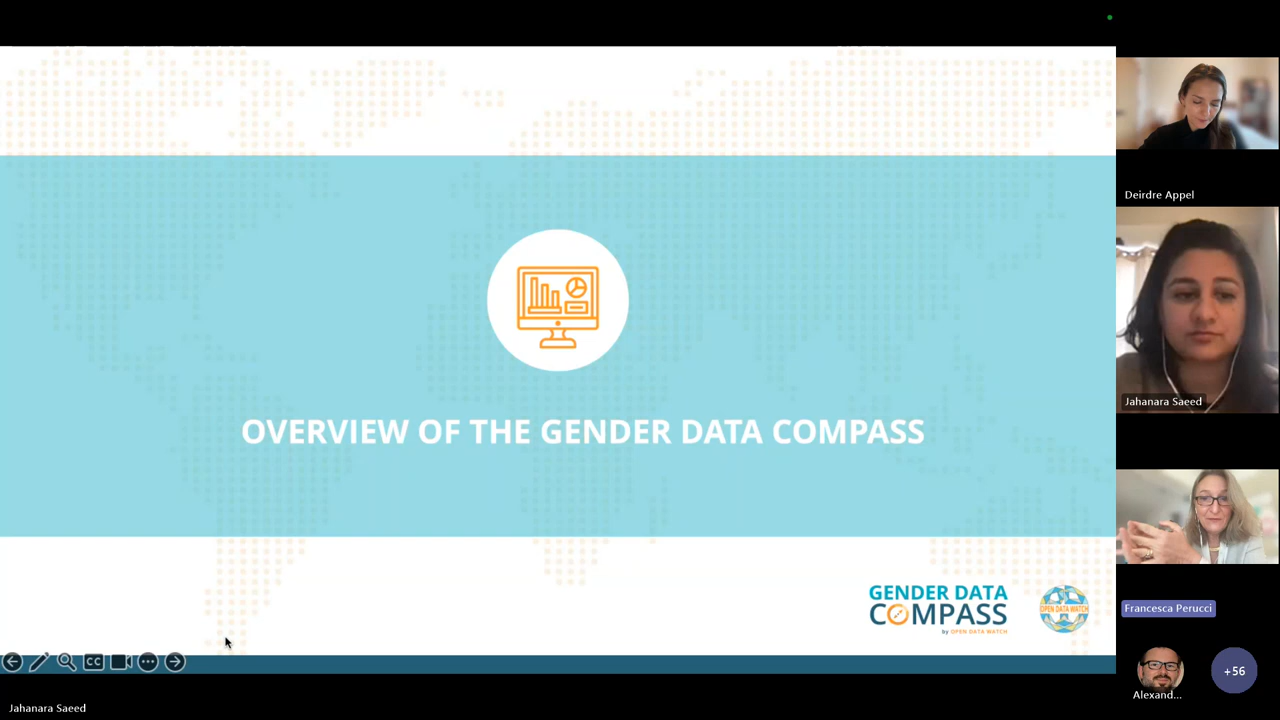 OVERVIEW OF THE GENDER DATA COMPASS
GENDER DATA
COMPASS
by OPEN DATA WATCH
OPEN DATA WATCH
CC
Jahanara Saeed
Deirdre Appel
Jahanara Saeed
Francesca Perucci
Alexand...
+56